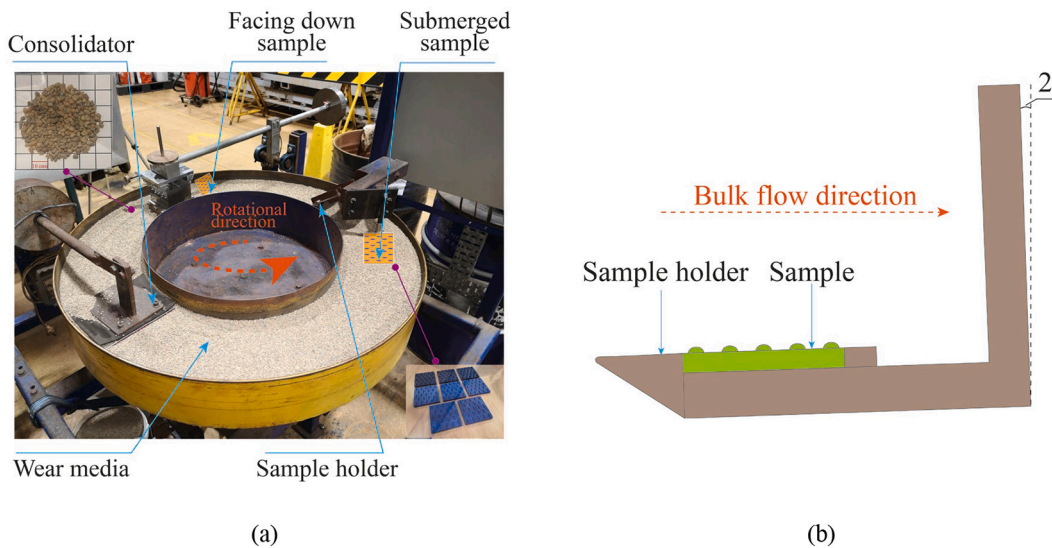 (a)
(b)
Facing down
sample
Submerged
sample
Consolidator
Rotational
direction
Wear media
Sample holder
2
Bulk flow direction
Sample holder
Sample